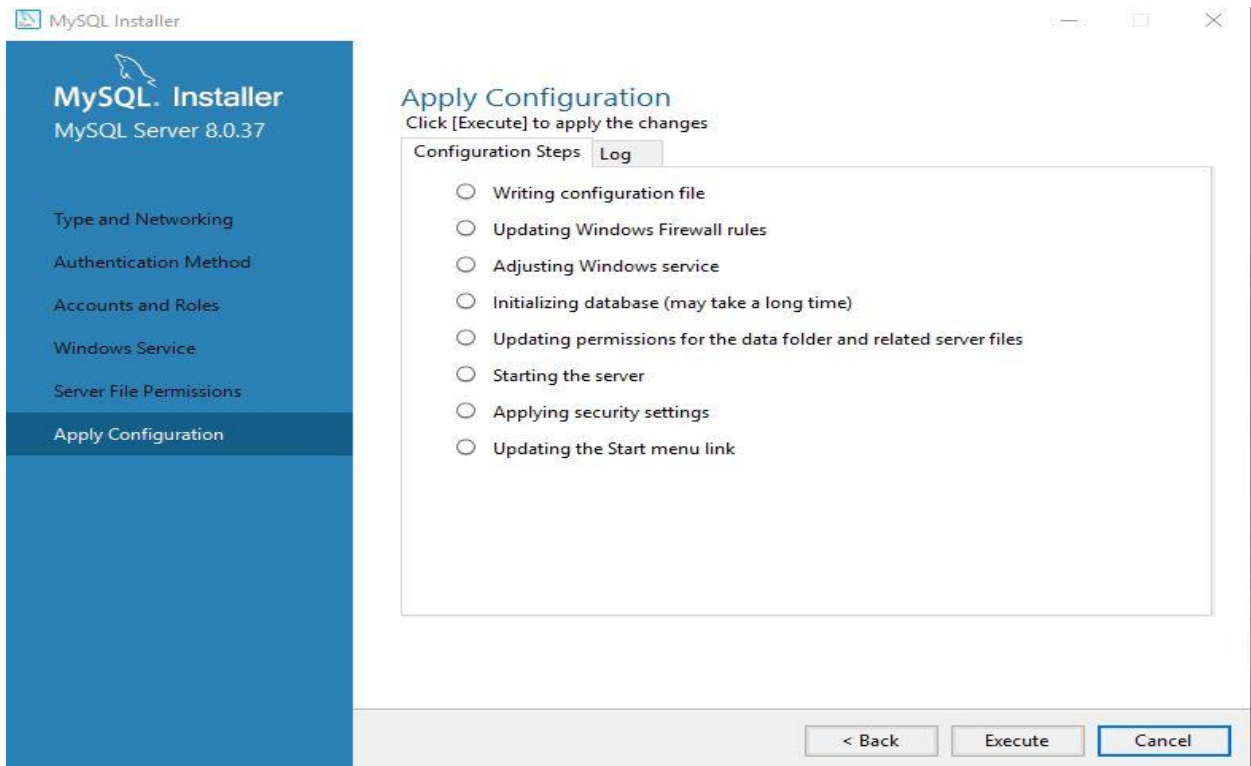 MySQL Installer
MySQL. Installer
MySQL Server 8.0.37
Type and Networking
Authentication Method
Accounts and Roles
Windows Service
Server File Permissions
Apply Configuration
Apply Configuration
Click [Execute] to apply the changes
Configuration Steps Log
Writing configuration file
Updating Windows Firewall rules
Adjusting Windows service
Initializing database (may take a long time)
Updating permissions for the data folder and related server files
Starting the server
Applying security settings
Updating the Start menu link
< Back Execute Cancel